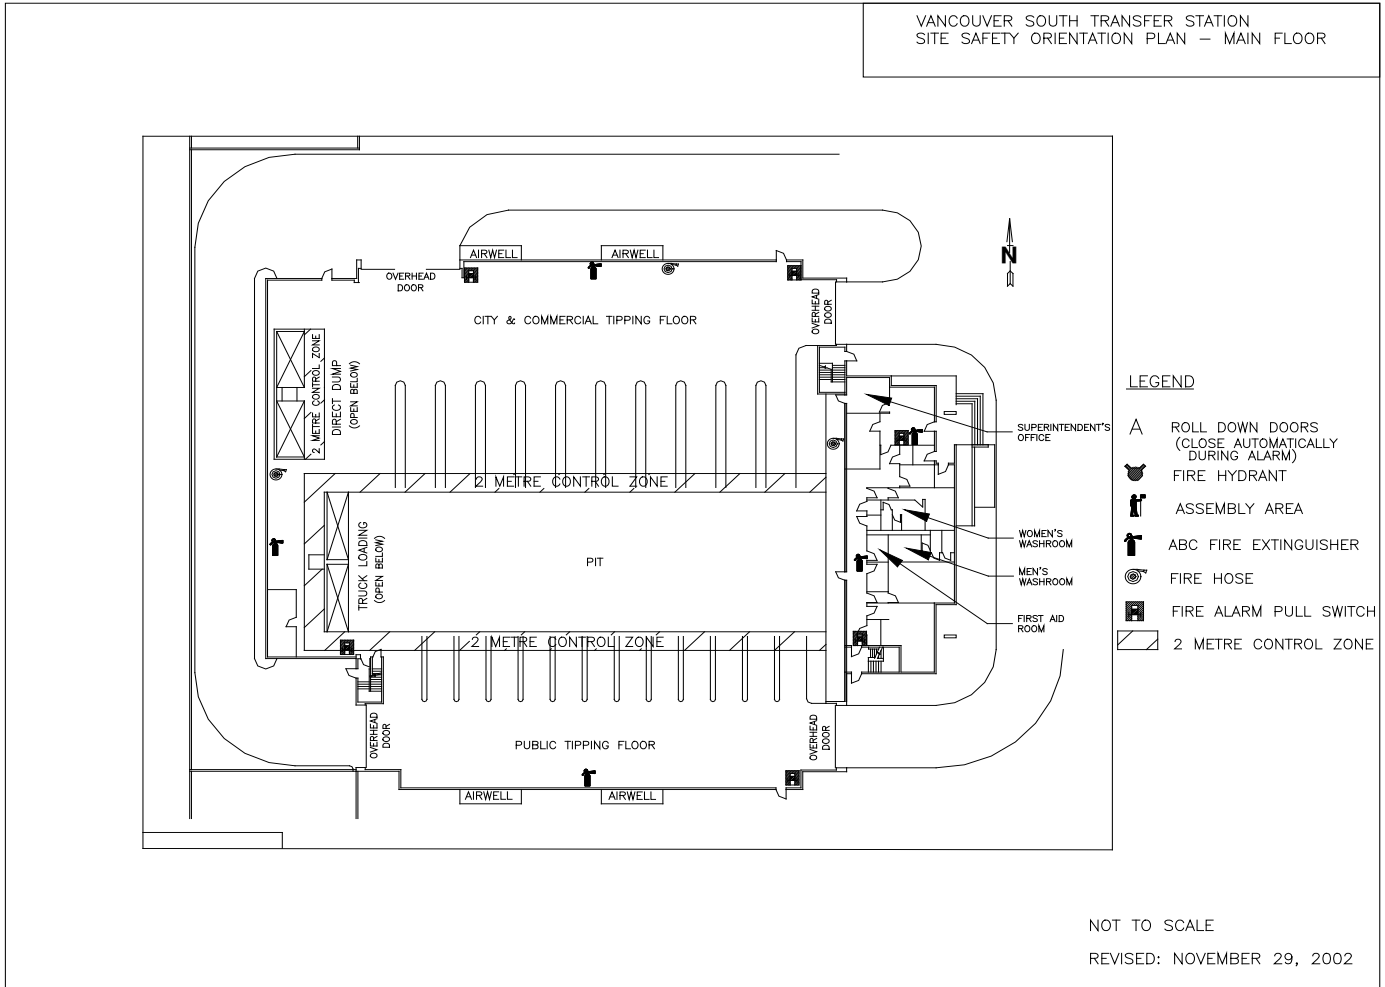 VANCOUVER SOUTH TRANSFER STATION
SITE SAFETY ORIENTATION PLAN – MAIN FLOOR
AIRWELL
AIRWELL
N
OVERHEAD
DOOR
OVERHEAD
DOOR
CITY & COMMERCIAL TIPPING FLOOR
2 METRE CONTROL ZONE
DIRECT DUMP
(OPEN BELOW)
2 METRE CONTROL ZONE
TRUCK LOADING
(OPEN BELOW)
PIT
2 METRE CONTROL ZONE
OVERHEAD
DOOR
PUBLIC TIPPING FLOOR
OVERHEAD
DOOR
AIRWELL
AIRWELL
SUPERINTENDENT'S
OFFICE
WOMEN'S
WASHROOM
MEN'S
WASHROOM
FIRST AID
ROOM
LEGEND
A ROLL DOWN DOORS
(CLOSE AUTOMATICALLY
DURING ALARM)
FIRE HYDRANT
ASSEMBLY AREA
ABC FIRE EXTINGUISHER
FIRE HOSE
FIRE ALARM PULL SWITCH
2 METRE CONTROL ZONE
NOT TO SCALE
REVISED: NOVEMBER 29, 2002